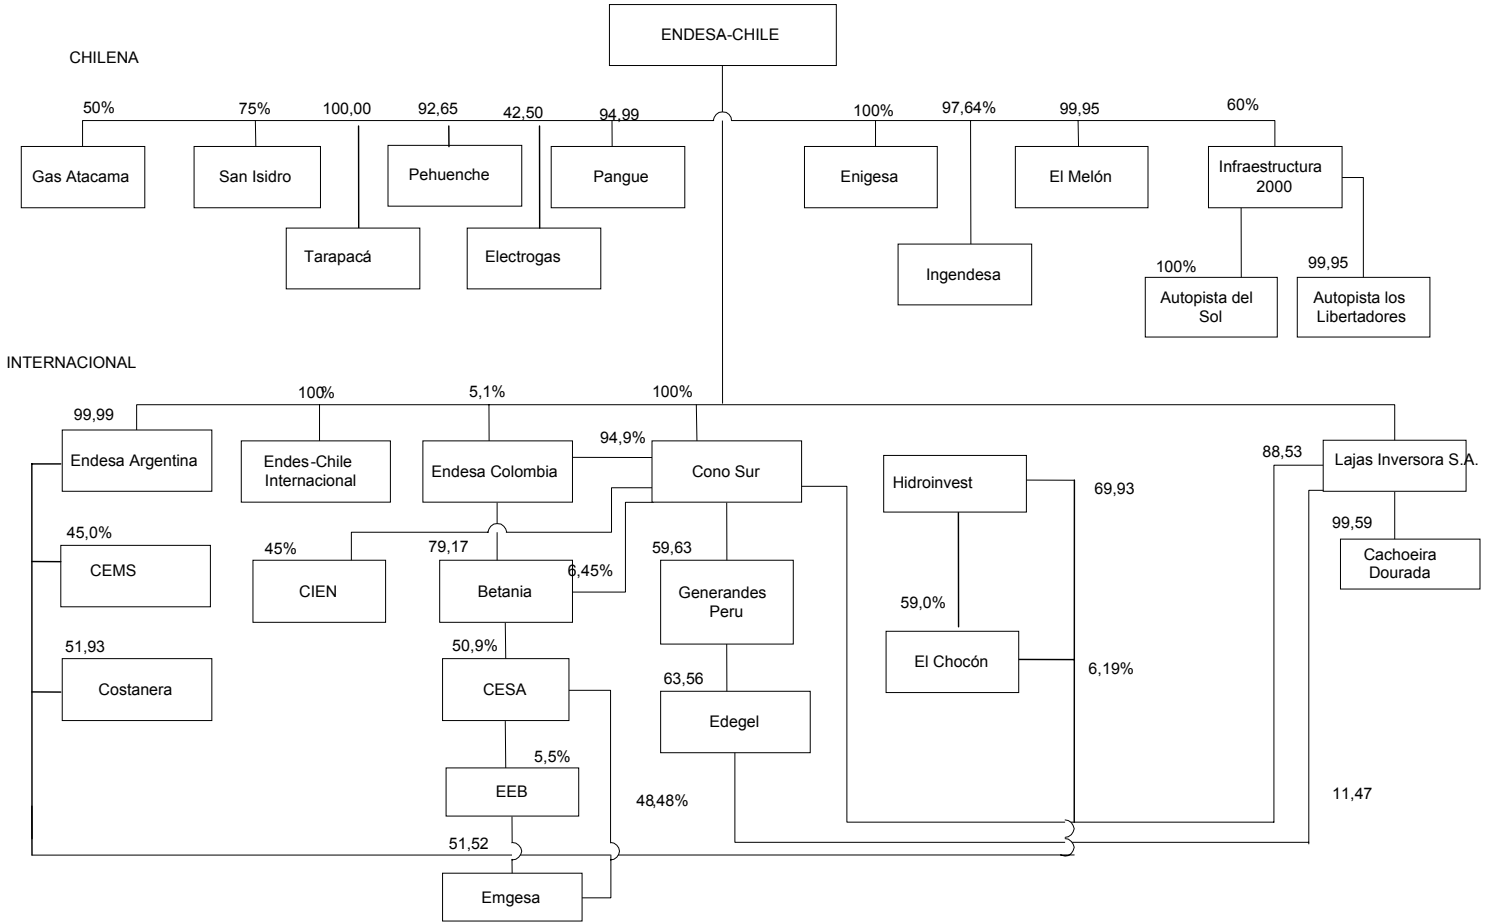 ENDESA-CHILE
CHILENA
50%
75%
100,00
92,65
42,50
94,99
100%
97,64%
99,95
60%
Gas Atacama
San Isidro
Pehuenche
Pangue
Enigesa
El Melón
Infraestructura
2000
Tarapacá
Electrogas
Ingendesa
100%
99,95
Autopista del
Sol
Autopista los
Libertadores
INTERNACIONAL
99,99
100%
5,1%
100%
94,9%
88,53
Endesa Argentina
Endes-Chile
Internacional
Endesa Colombia
Cono Sur
Hidroinvest
69,93
Lajas Inversora S.A.
99,59
Cachoeira
Dourada
45,0%
CEMS
45%
CIEN
79,17
Betania
6,45%
59,63
Generandes
Peru
59,0%
El Chocón
6,19%
51,93
Costanera
50,9%
CESA
63,56
Edegel
5,5%
EEB
48,48%
11,47
51,52
Emgesa